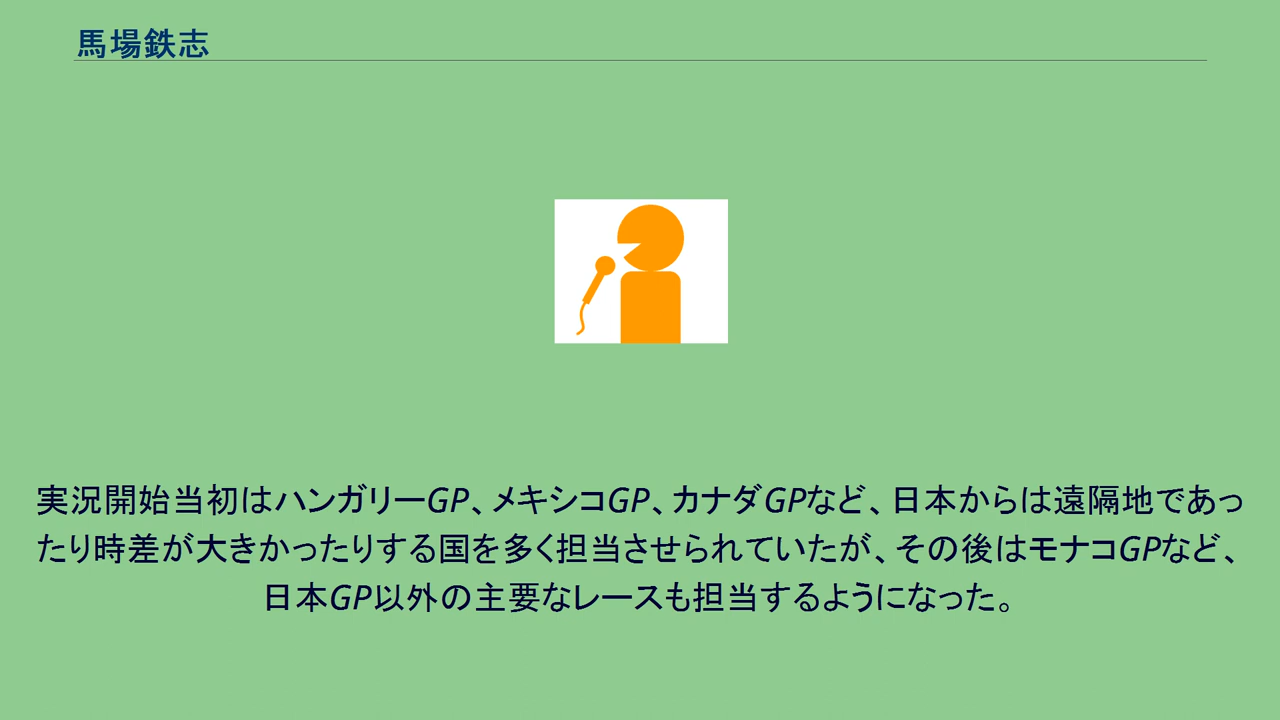 馬場鉄志
実況開始当初はハンガリーGP、メキシコGP、カナダGPなど、日本からは遠隔地であっ
たり時差が大きかったりする国を多く担当させられていたが、その後はモナコGPなど、
日本GP以外の主要なレースも担当するようになった。